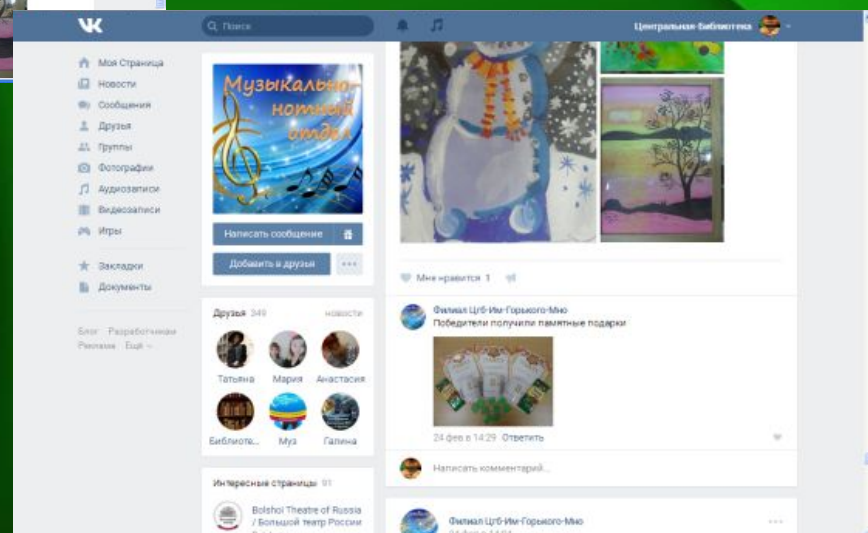 Поиск
Центральная-Библиотека
Моя Страница
Новости
Сообщения
Друзья
Группы
Фотографии
Аудиозаписи
Видеозаписи
Игры
Закладки
Документы
Блог Разработчикам
Реклама Ещё
Музыкально-
нотный
отдел
Написать сообщение
Добавить в друзья
Друзья 349 новости
Татьяна Мария Анастасия
Библиоте... Муз Галина
Интересные страницы 91
Bolshoi Theatre of Russia
/ Большой театр России
Мне нравится 1
Филиал Цгб-Им-Горького-Мно
Победители получили памятные подарки
24 фев в 14:29 Ответить
Написать комментарий...
Филиал Цгб-Им-Горького-Мно